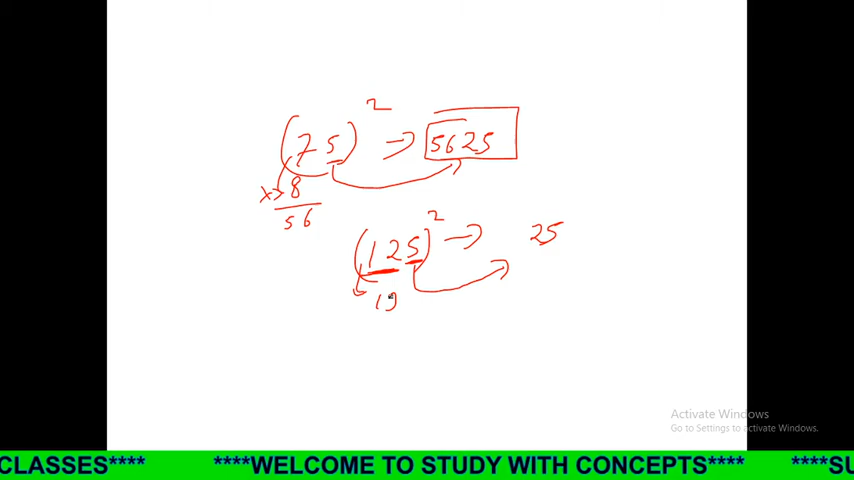 (75)² → 5625
×→ 8
56
(125)² → 25
Activate Windows
Go to Settings to activate Windows.
CLASSES**** ****WELCOME TO STUDY WITH CONCEPTS**** ****SU